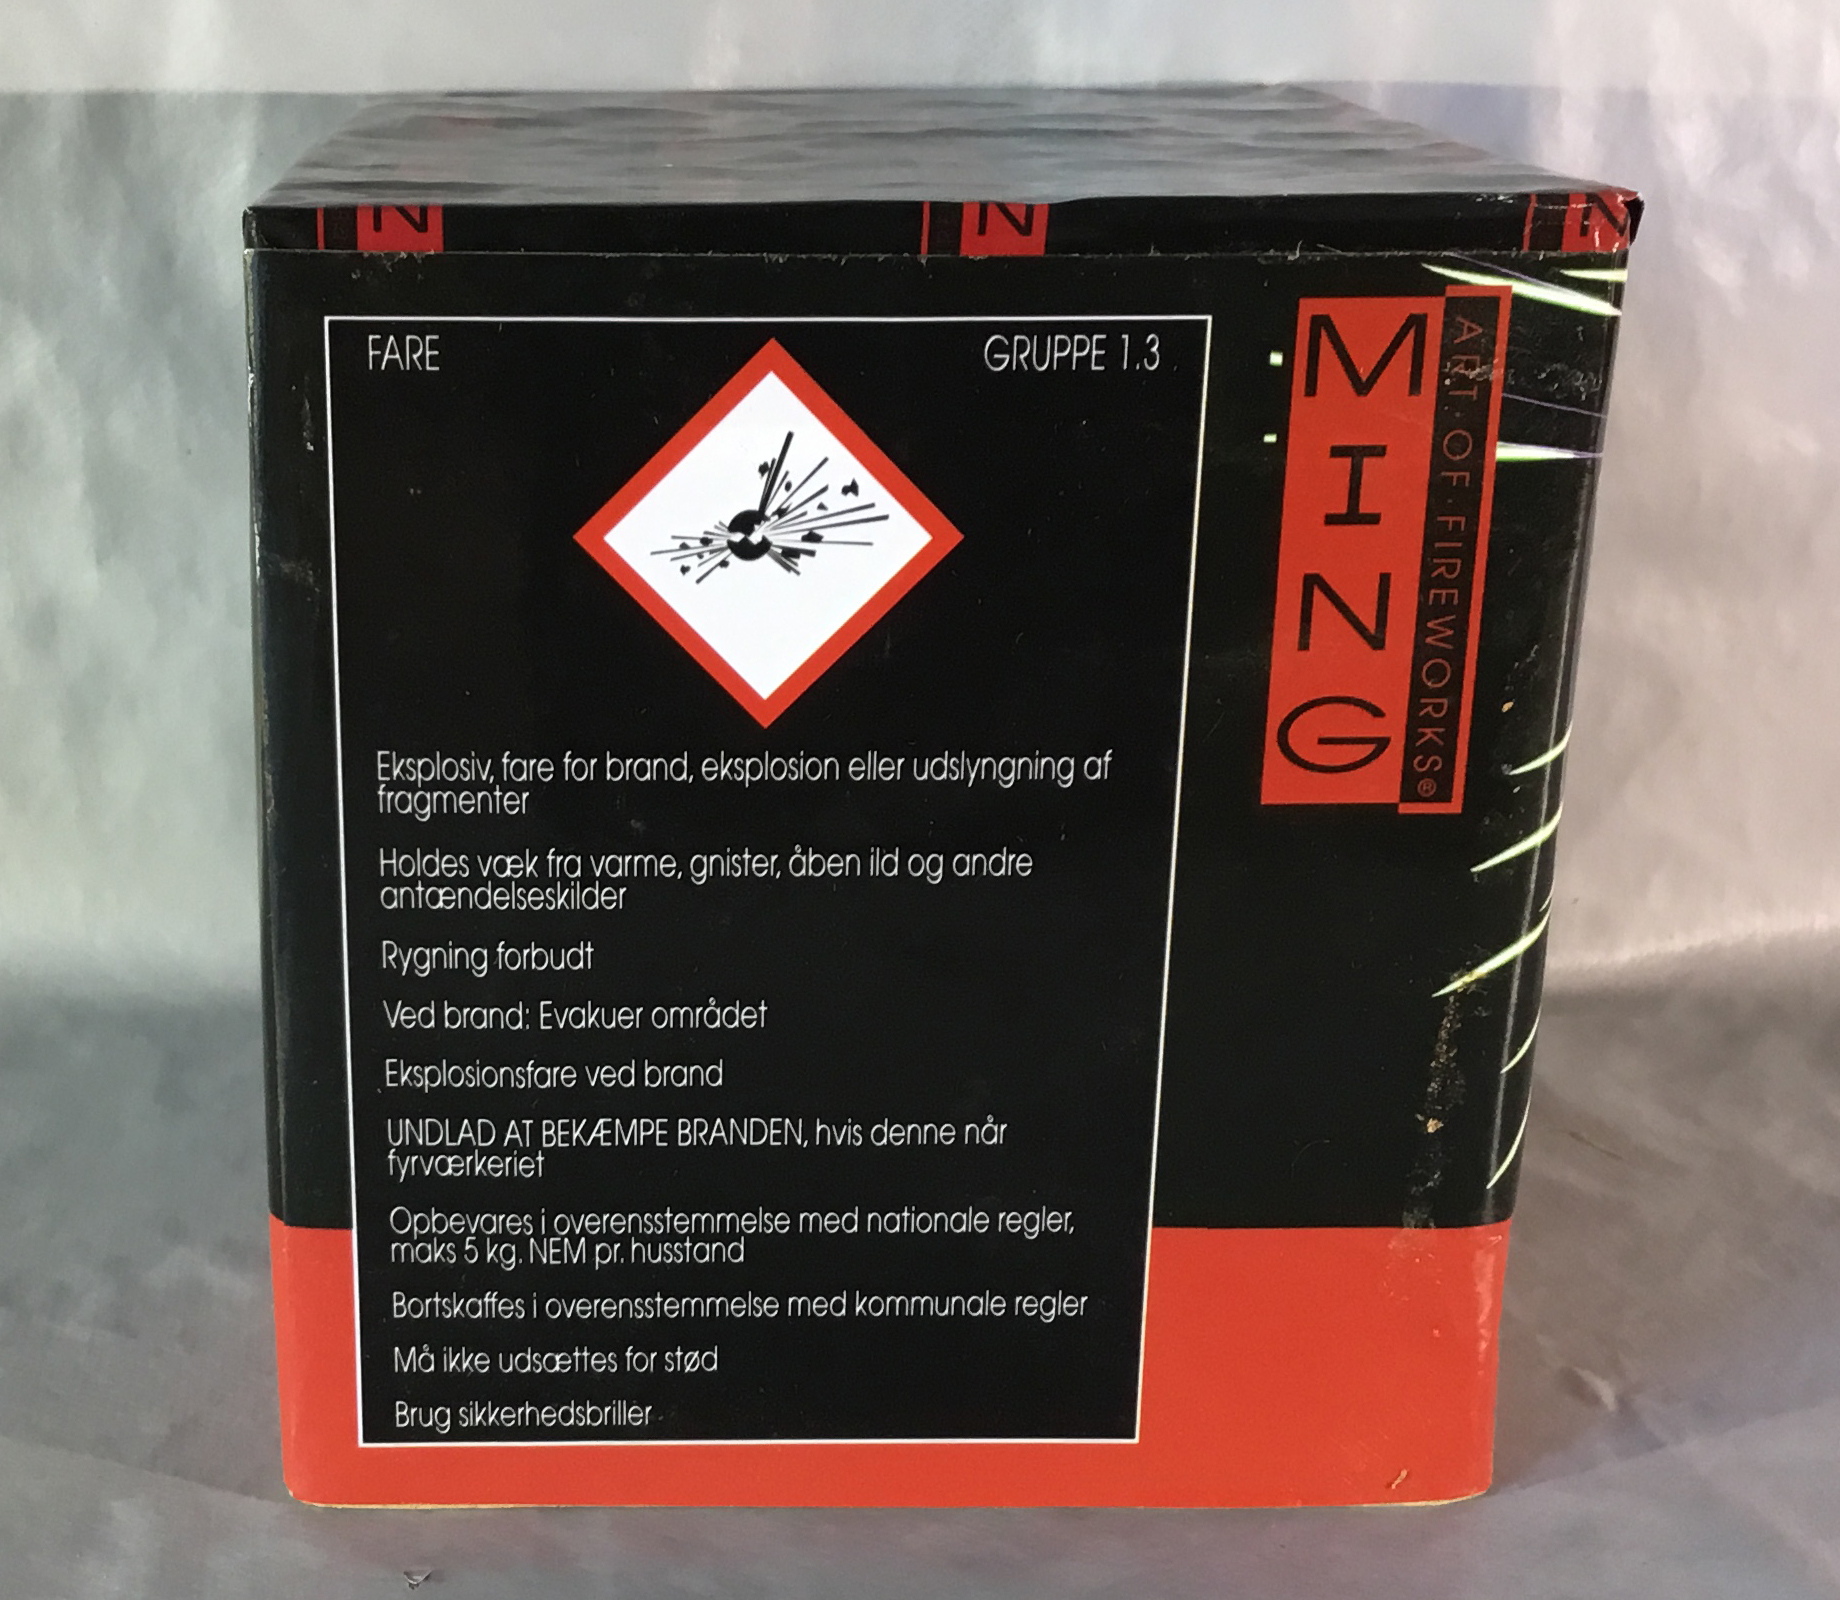 N N N
FARE GRUPPE 1.3
Eksplosiv, fare for brand, eksplosion eller udslyngning af
fragmenter
Holdes væk fra varme, gnister, åben ild og andre
antændelseskilder
Rygning forbudt
Ved brand: Evakuer området
Eksplosionsfare ved brand
UNDLAD AT BEKÆMPE BRANDEN, hvis denne når
fyrværkeriet
Opbevares i overensstemmelse med nationale regler,
maks 5 kg. NEM pr. husstand
Bortskaffes i overensstemmelse med kommunale regler
Må ikke udsættes for stød
Brug sikkerhedsbriller
MING
ART OF FIREWORKS®